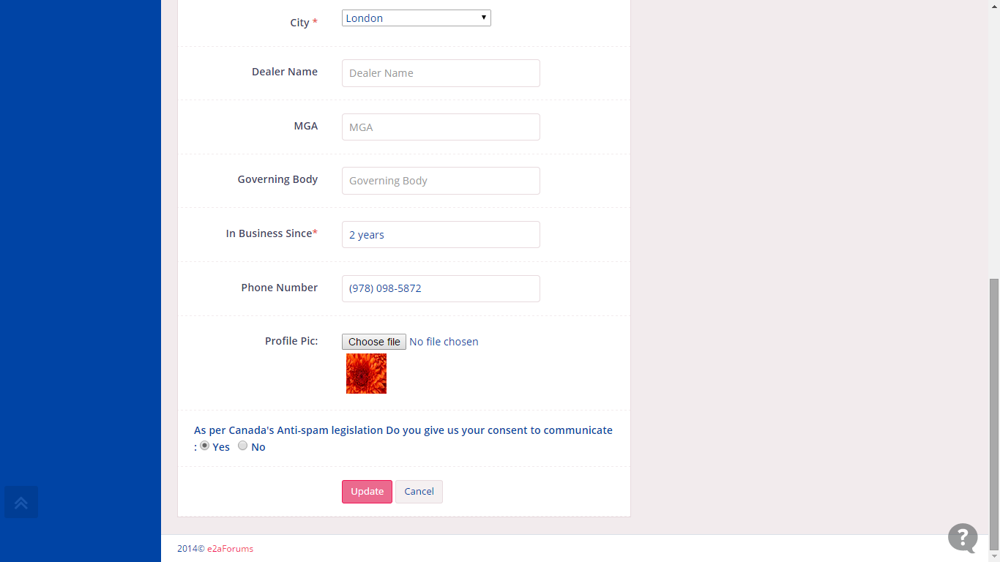 City *
London
Dealer Name
Dealer Name
MGA
MGA
Governing Body
Governing Body
In Business Since*
2 years
Phone Number
(978) 098-5872
Profile Pic:
Choose file No file chosen
As per Canada's Anti-spam legislation Do you give us your consent to communicate
: Yes No
Update Cancel
2014© e2aForums
?